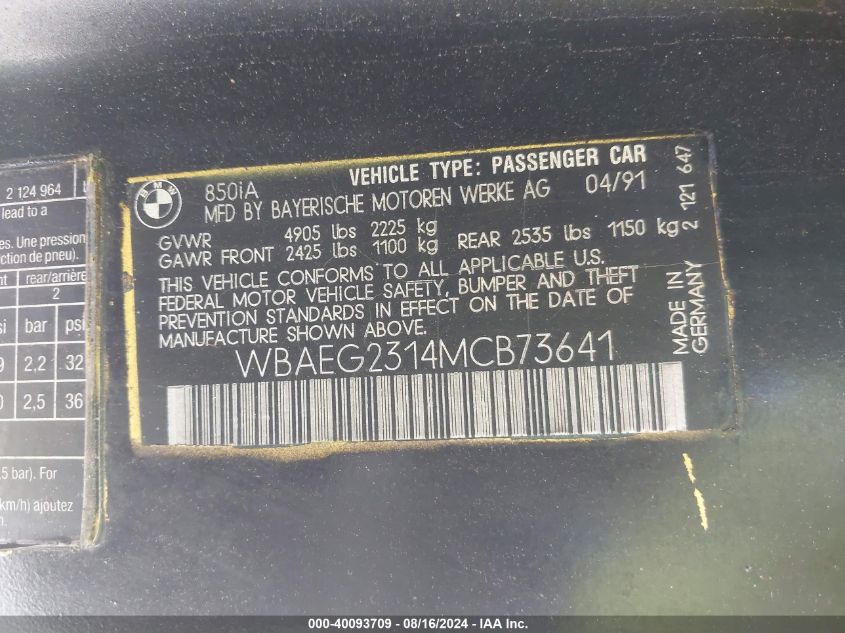 2 124 964
lead to a
es. Une pression
ction de pneu).
nt rear/arrière
2
si bar psi
9 2,2 32
0 2,5 36
,5 bar). For
km/h) ajoutez
n.
BMW
850iA VEHICLE TYPE: PASSENGER CAR
MFD BY BAYERISCHE MOTOREN WERKE AG 04/91
GVWR 4905 lbs 2225 kg
GAWR FRONT 2425 lbs 1100 kg REAR 2535 lbs 1150 kg
THIS VEHICLE CONFORMS TO ALL APPLICABLE U.S.
FEDERAL MOTOR VEHICLE SAFETY, BUMPER AND THEFT
PREVENTION STANDARDS IN EFFECT ON THE DATE OF
MANUFACTURE SHOWN ABOVE.
WBAEG2314MCB73641
MADE IN
GERMANY
2 121 647
000-40093709 - 08/16/2024 - IAA Inc.